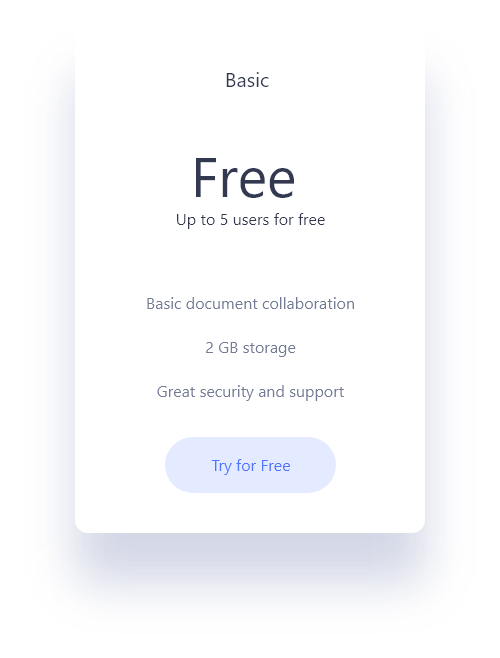 Basic
Free
Up to 5 users for free
Basic document collaboration
2 GB storage
Great security and support
Try for Free